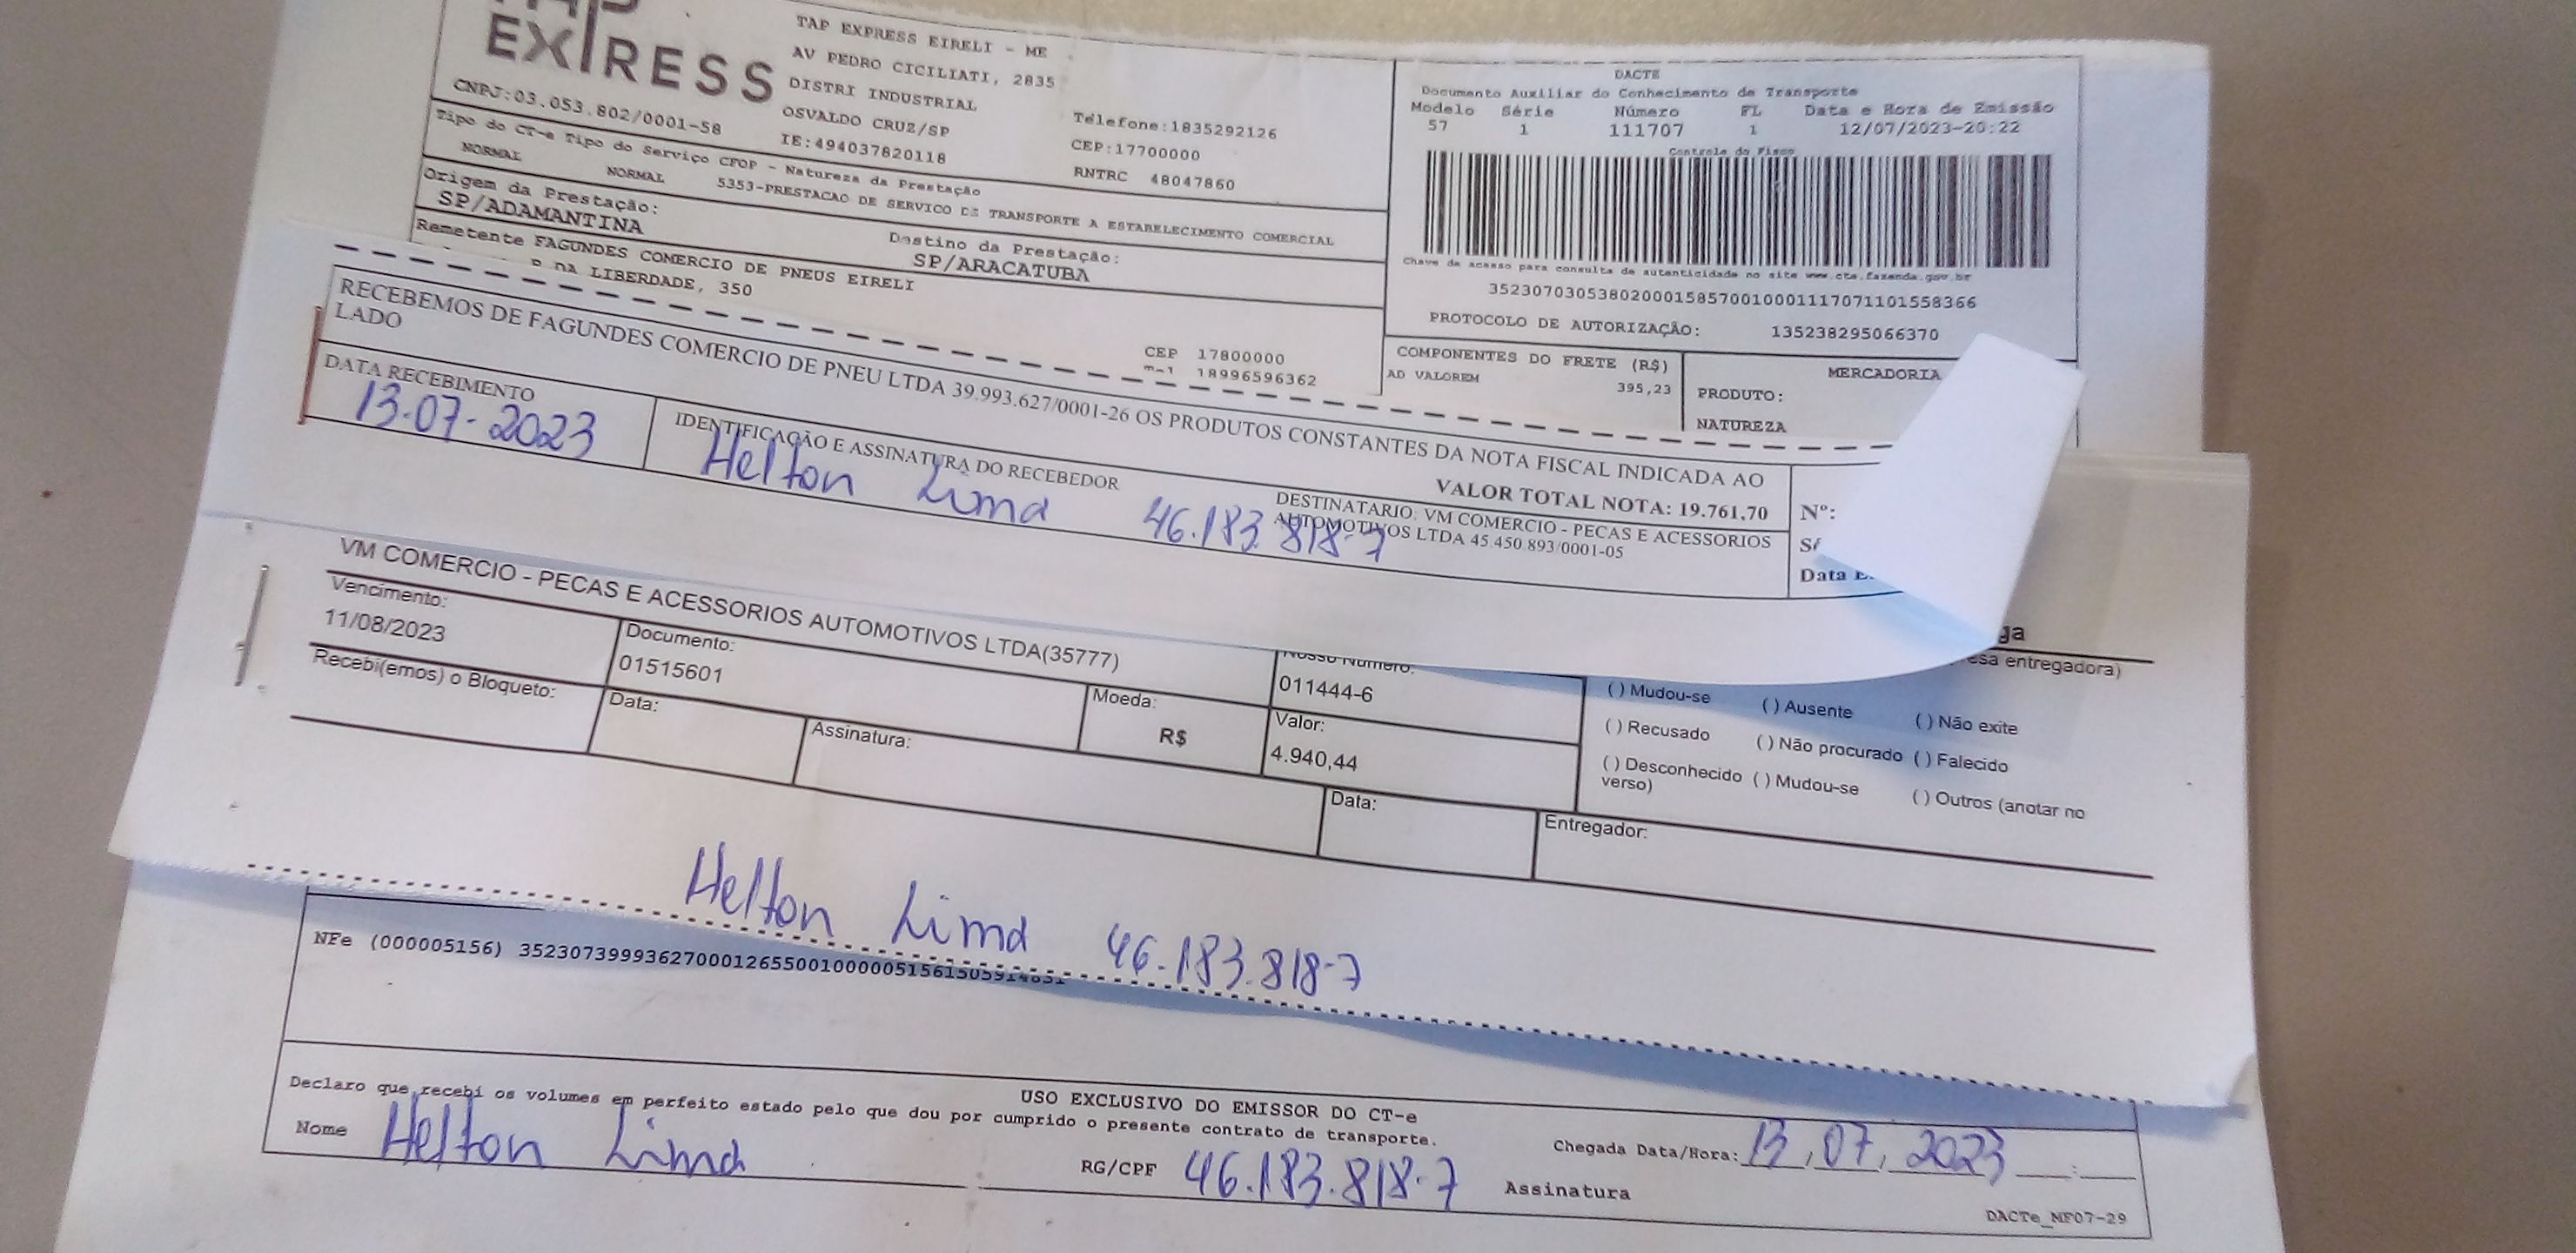 EXPRESS
TAP EXPRESS EIRELI - ME
AV PEDRO CICILIATI, 2835
DISTRI INDUSTRIAL
OSVALDO CRUZ/SP
CNPJ:03.053.802/0001-58
IE:494037820118
Telefone:1835292126
CEP:17700000
RNTRC 48047860
Tipo do CT-e Tipo do Serviço CFOP - Natureza da Prestação
NORMAL NORMAL 5353-PRESTACAO DE SERVICO DE TRANSPORTE A ESTABELECIMENTO COMERCIAL
Origem da Prestação:
SP/ADAMANTINA
Destino da Prestação:
SP/ARACATUBA
Remetente FAGUNDES COMERCIO DE PNEUS EIRELI
DA LIBERDADE, 350
CEP 17800000
18996596362
DACTE
Documento Auxiliar do Conhecimento de Transporte
Modelo Série Número FL Data e Hora de Emissão
57 1 111707 1 12/07/2023-20:22
Controle do Fisco
Chave de acesso para consulta de autenticidade no site www.cte.fazenda.gov.br
35230703053802000158570010001117071101558366
PROTOCOLO DE AUTORIZAÇÃO: 135238295066370
COMPONENTES DO FRETE (R$)
AD VALOREM 395,23
MERCADORIA
PRODUTO:
NATUREZA
RECEBEMOS DE FAGUNDES COMERCIO DE PNEU LTDA 39.993.627/0001-26 OS PRODUTOS CONSTANTES DA NOTA FISCAL INDICADA AO
LADO
VALOR TOTAL NOTA: 19.761,70
DATA RECEBIMENTO
13-07-2023
IDENTIFICAÇÃO E ASSINATURA DO RECEBEDOR
Helton Lima 46.183.818-7
DESTINATARIO: VM COMERCIO - PECAS E ACESSORIOS
AUTOMOTIVOS LTDA 45.450.893/0001-05
Nº:
Data
VM COMERCIO - PECAS E ACESSORIOS AUTOMOTIVOS LTDA(35777)
Vencimento:
11/08/2023
Documento:
01515601
Nosso Número:
011444-6
Recebi(emos) o Bloqueto:
Data:
Assinatura:
Moeda:
R$
Valor:
4.940,44
entregadora)
( ) Mudou-se ( ) Ausente ( ) Não exite
( ) Recusado ( ) Não procurado ( ) Falecido
( ) Desconhecido ( ) Mudou-se ( ) Outros (anotar no
verso)
Data:
Entregador:
Helton Lima 46.183.818-7
NFe (000005156) 35230739993627000126550010000051561505914831
USO EXCLUSIVO DO EMISSOR DO CT-e
Declaro que recebi os volumes em perfeito estado pelo que dou por cumprido o presente contrato de transporte.
Nome Helton Lima
RG/CPF 46.183.818-7
Chegada Data/Hora: 13,07,2023 :
Assinatura
DACTe_MF07-29